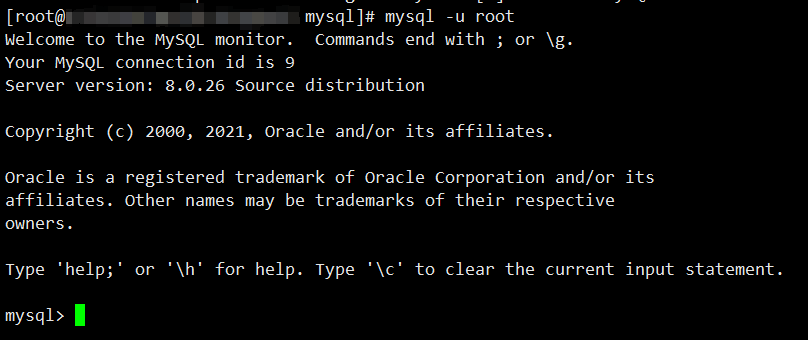 [root@ mysql]# mysql -u root
Welcome to the MySQL monitor.  Commands end with ; or \g.
Your MySQL connection id is 9
Server version: 8.0.26 Source distribution
Copyright (c) 2000, 2021, Oracle and/or its affiliates.
Oracle is a registered trademark of Oracle Corporation and/or its
affiliates. Other names may be trademarks of their respective
owners.
Type 'help;' or '\h' for help. Type '\c' to clear the current input statement.
mysql>